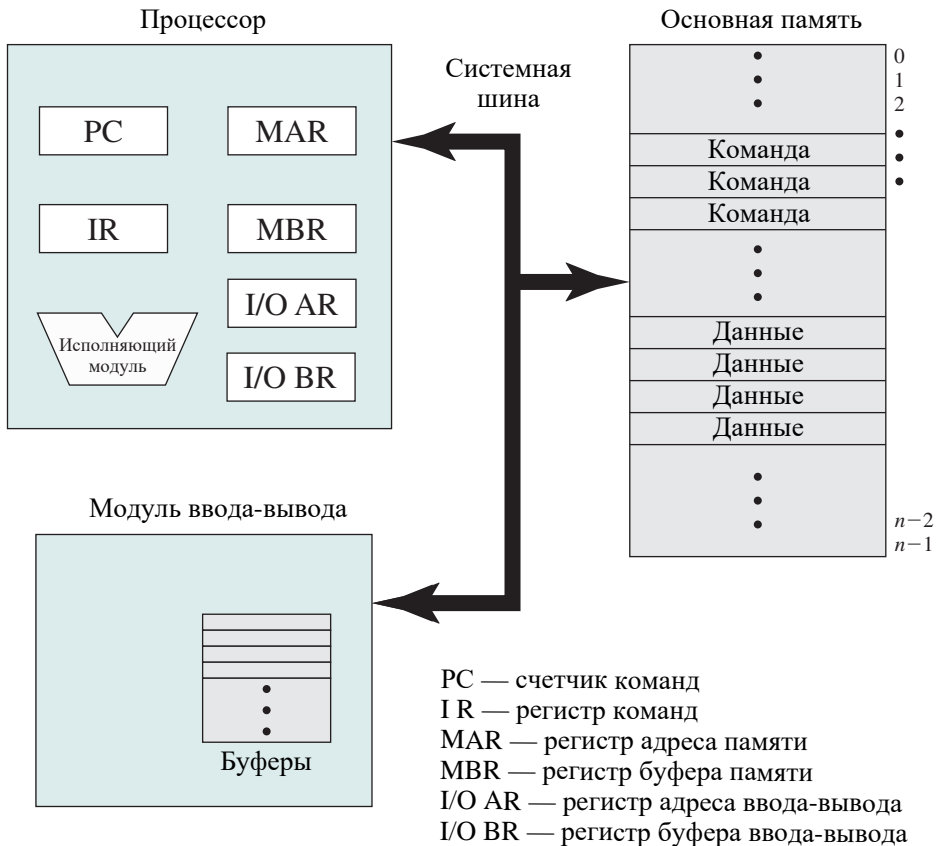 Процессор
PC
MAR
IR
MBR
I/O AR
Исполняющий
модуль
I/O BR
Системная
шина
Основная память
0
1
2
Команда
Команда
Команда
Данные
Данные
Данные
Данные
n−2
n−1
Модуль ввода-вывода
Буферы
PC — счетчик команд
I R — регистр команд
MAR — регистр адреса памяти
MBR — регистр буфера памяти
I/O AR — регистр адреса ввода-вывода
I/O BR — регистр буфера ввода-вывода